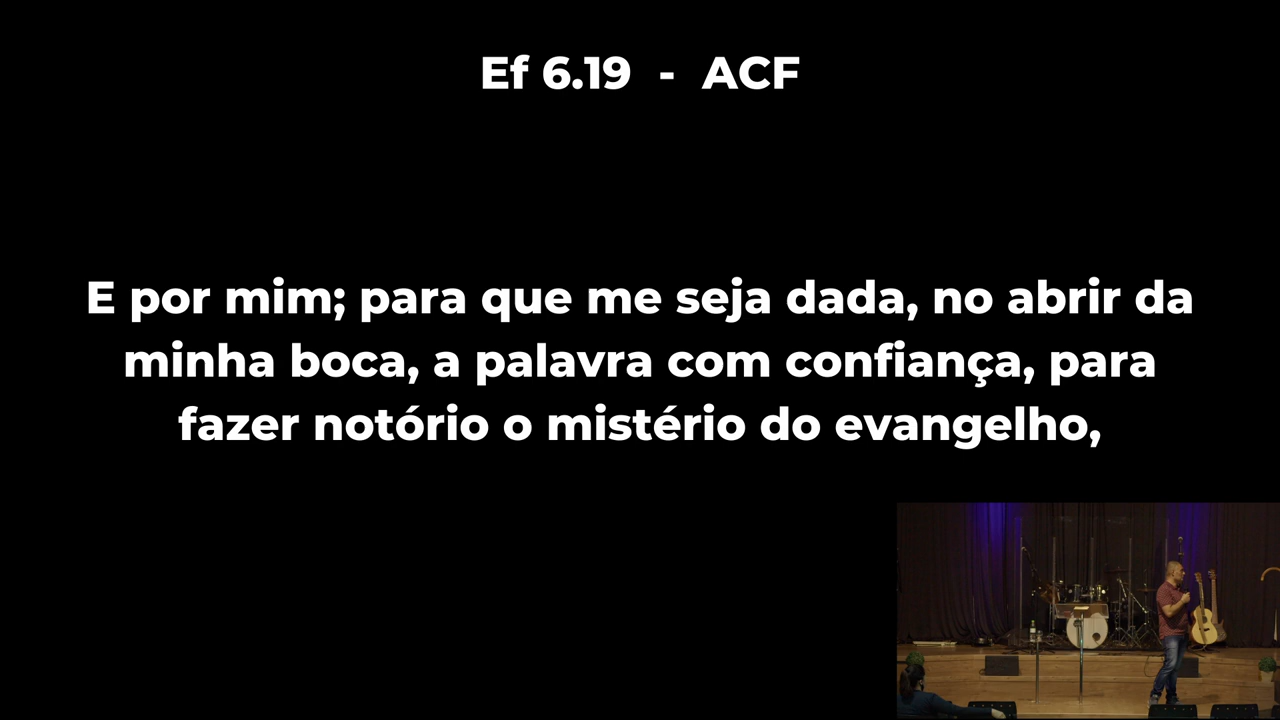 Ef 6.19 - ACF
E por mim; para que me seja dada, no abrir da
minha boca, a palavra com confiança, para
fazer notório o mistério do evangelho,